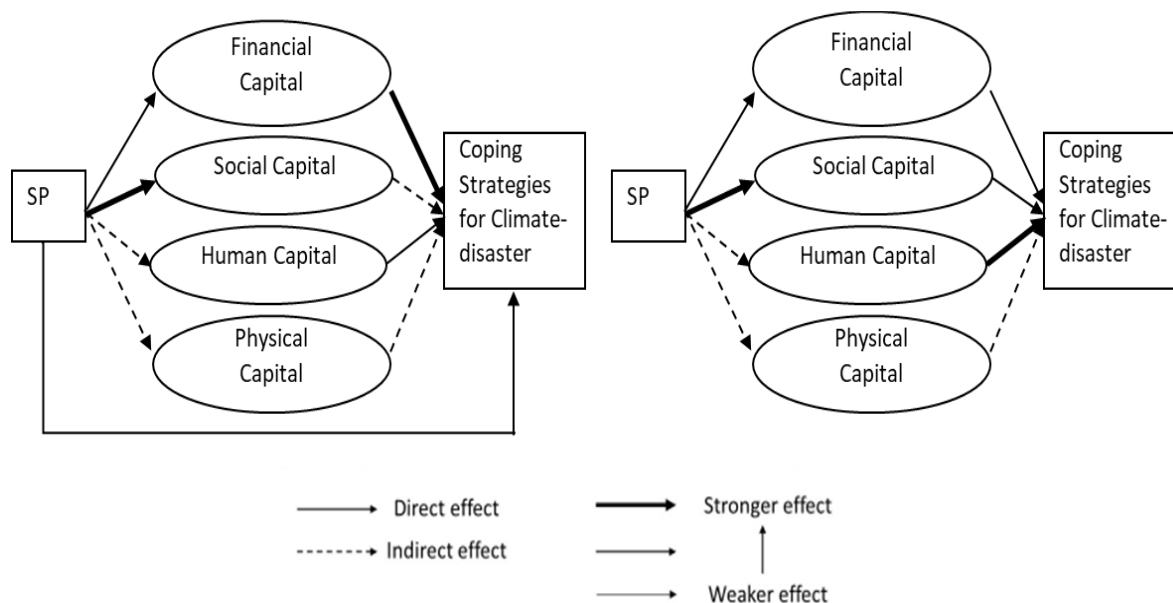 Financial
Capital
Social Capital
Human Capital
Physical
Capital
SP
Coping
Strategies
for Climate-
disaster
Financial
Capital
Social Capital
Human Capital
Physical
Capital
SP
Coping
Strategies
for Climate-
disaster
Direct effect
Indirect effect
Stronger effect
Weaker effect